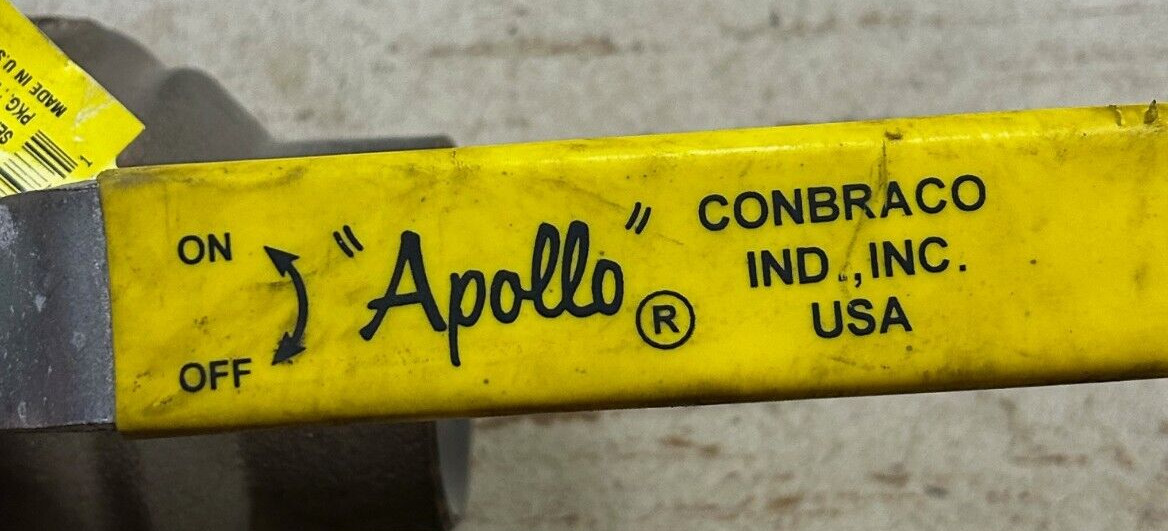 ON
OFF
"Apollo"®
CONBRACO
IND., INC.
USA
MADE IN U.S
PKG.